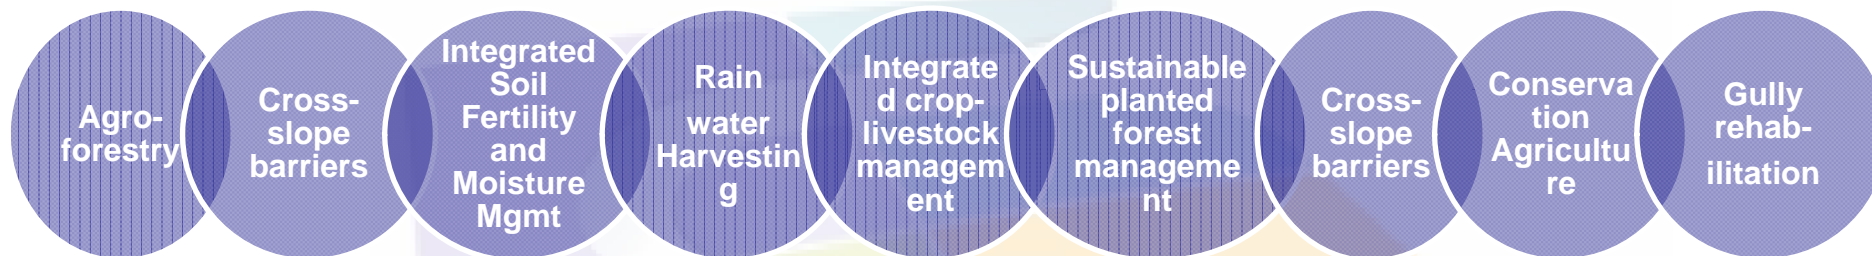 Agro-
forestry
Cross-
slope
barriers
Integrated
Soil
Fertility
and
Moisture
Mgmt
Rain
water
Harvestin
g
Integrate
d crop-
livestock
managem
ent
Sustainable
planted
forest
manageme
nt
Cross-
slope
barriers
Conserva
tion
Agricultu
re
Gully
rehab-
ilitation